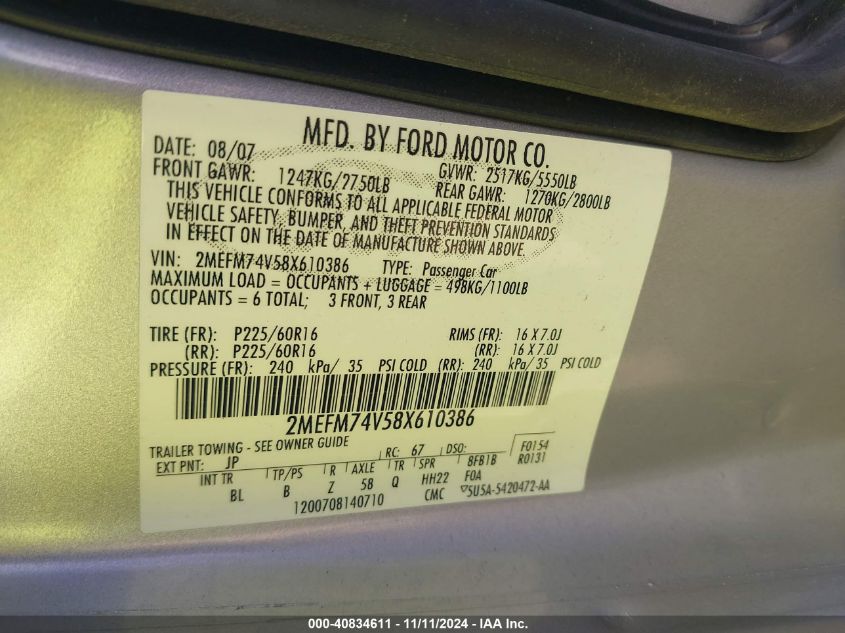 MFD. BY FORD MOTOR CO.
DATE: 08/07 GVWR: 2517KG/5550LB
FRONT GAWR: 1247KG/2750LB REAR GAWR: 1270KG/2800LB
THIS VEHICLE CONFORMS TO ALL APPLICABLE FEDERAL MOTOR
VEHICLE SAFETY, BUMPER, AND THEFT PREVENTION STANDARDS
IN EFFECT ON THE DATE OF MANUFACTURE SHOWN ABOVE.
VIN: 2MEFM74V58X610386 TYPE: Passenger Car
MAXIMUM LOAD = OCCUPANTS + LUGGAGE = 498KG/1100LB
OCCUPANTS = 6 TOTAL; 3 FRONT, 3 REAR
TIRE (FR): P225/60R16 RIMS (FR): 16 X 7.0J
(RR): P225/60R16 (RR): 16 X 7.0J
PRESSURE (FR): 240 kPa/ 35 PSI COLD (RR): 240 kPa/ 35 PSI COLD
2MEFM74V58X610386
TRAILER TOWING - SEE OWNER GUIDE
EXT PNT: JP RC: 67 DSO: F0154
INT TR TP/PS R AXLE TR SPR 8FB1B R0131
BL B Z 58 Q HH22 F0A
1200708140710 CMC 5U5A-5420472-AA
000-40834611 - 11/11/2024 - IAA Inc.